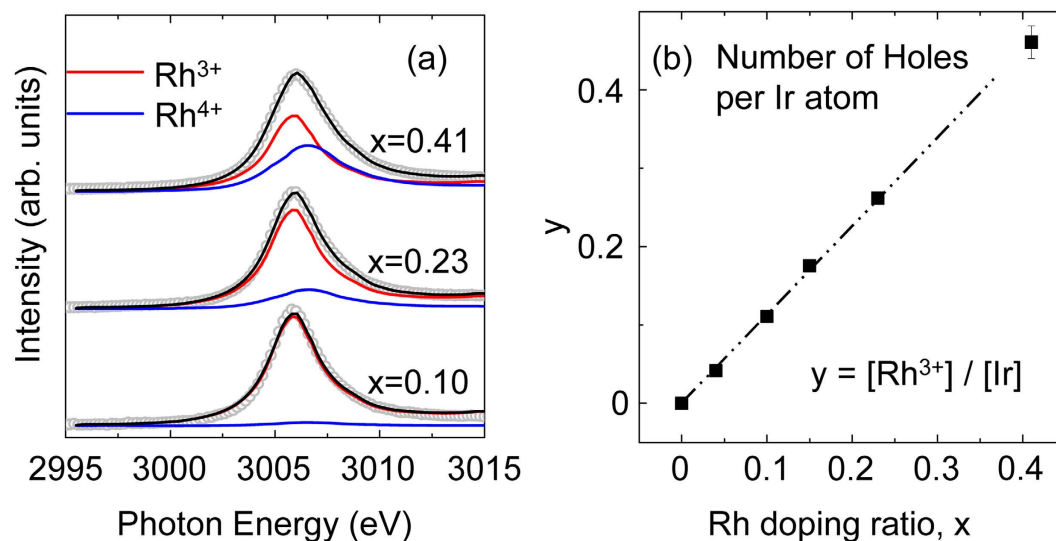 (a)
Rh³⁺
Rh⁴⁺
x=0.41
x=0.23
x=0.10
Intensity (arb. units)
2995 3000 3005 3010 3015
Photon Energy (eV)
(b) Number of Holes
per Ir atom
0.4
0.2
0
y
y = [Rh³⁺] / [Ir]
0 0.1 0.2 0.3 0.4
Rh doping ratio, x